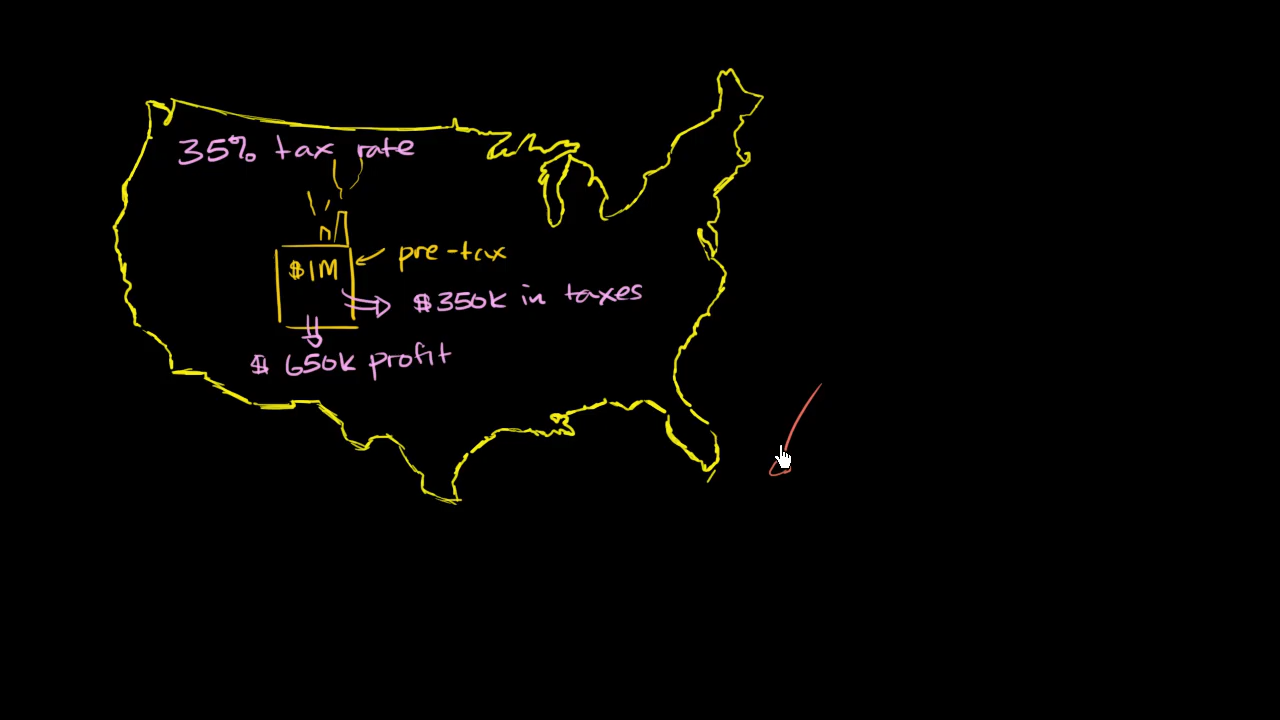 35% tax rate
pre-tax
$1M
$350k in taxes
$650k profit